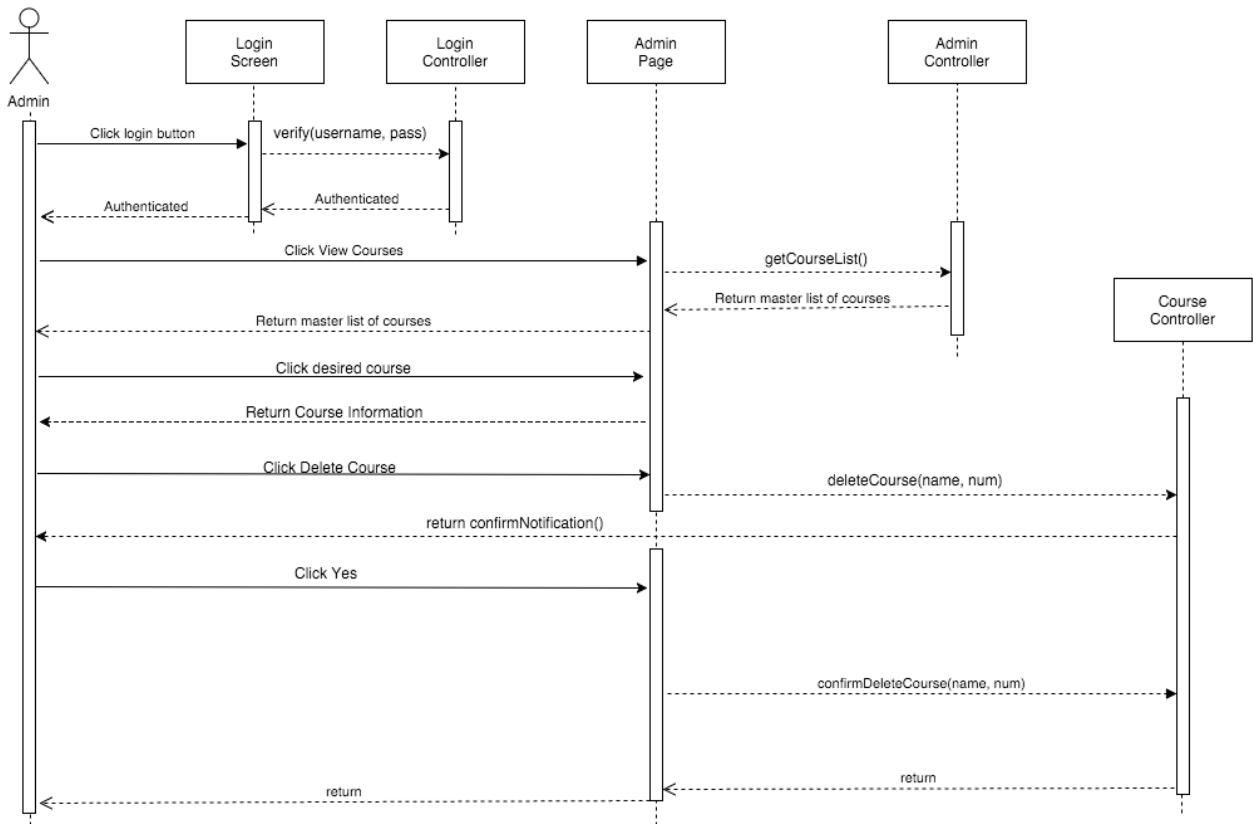 Login
Screen
Login
Controller
Admin
Page
Admin
Controller
Admin
Click login button
verify(username, pass)
Authenticated
Authenticated
Click View Courses
getCourseList()
Return master list of courses
Course
Controller
Return master list of courses
Click desired course
Return Course Information
Click Delete Course
deleteCourse(name, num)
return confirmNotification()
Click Yes
confirmDeleteCourse(name, num)
return
return